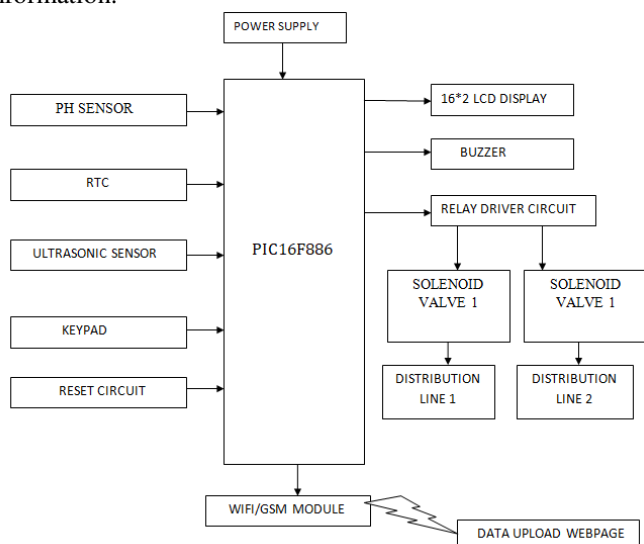 POWER SUPPLY
PH SENSOR
RTC
ULTRASONIC SENSOR
KEYPAD
RESET CIRCUIT
PIC16F886
16*2 LCD DISPLAY
BUZZER
RELAY DRIVER CIRCUIT
SOLENOID
VALVE 1
SOLENOID
VALVE 1
DISTRIBUTION
LINE 1
DISTRIBUTION
LINE 2
WIFI/GSM MODULE
DATA UPLOAD WEBPAGE